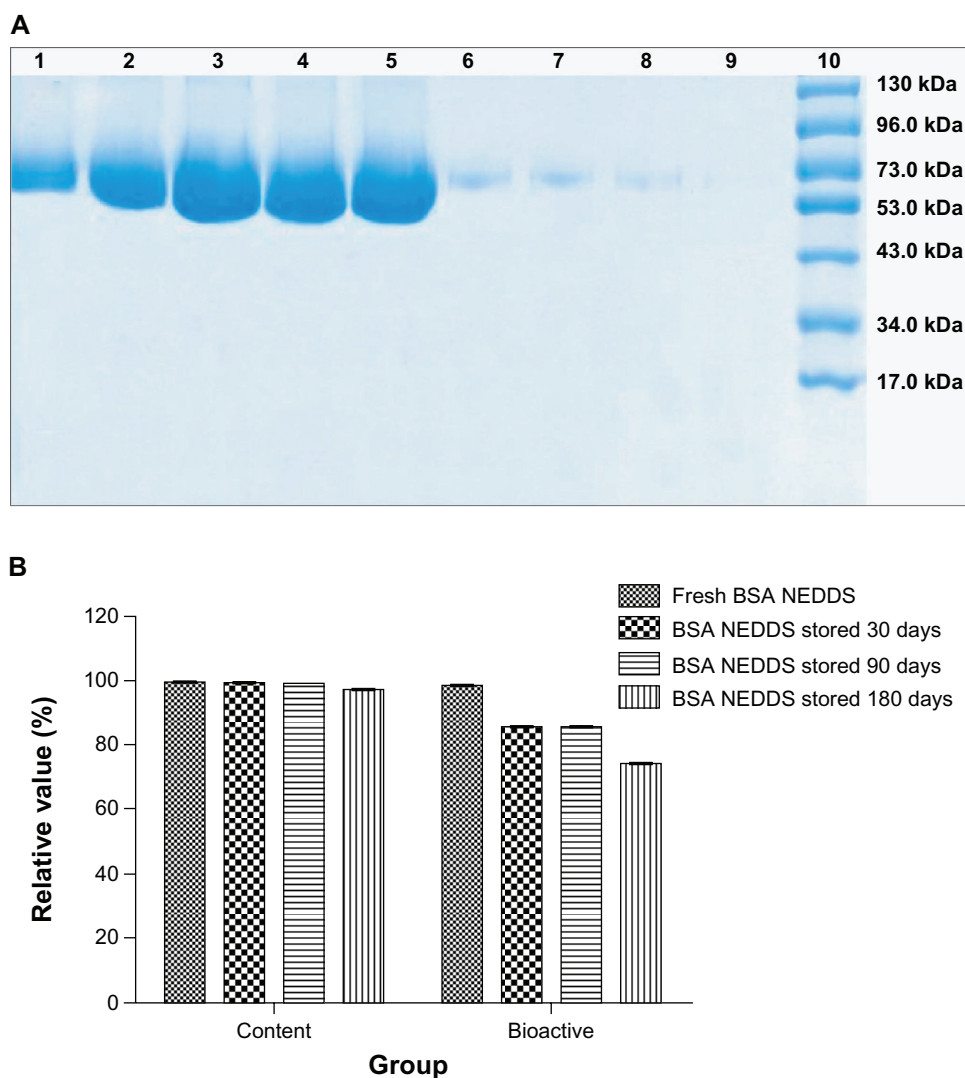 A
1 2 3 4 5 6 7 8 9 10
130 kDa
96.0 kDa
73.0 kDa
53.0 kDa
43.0 kDa
34.0 kDa
17.0 kDa
B
Relative value (%)
120
100
80
60
40
20
0
Fresh BSA NEDDS
BSA NEDDS stored 30 days
BSA NEDDS stored 90 days
BSA NEDDS stored 180 days
Content Bioactive
Group